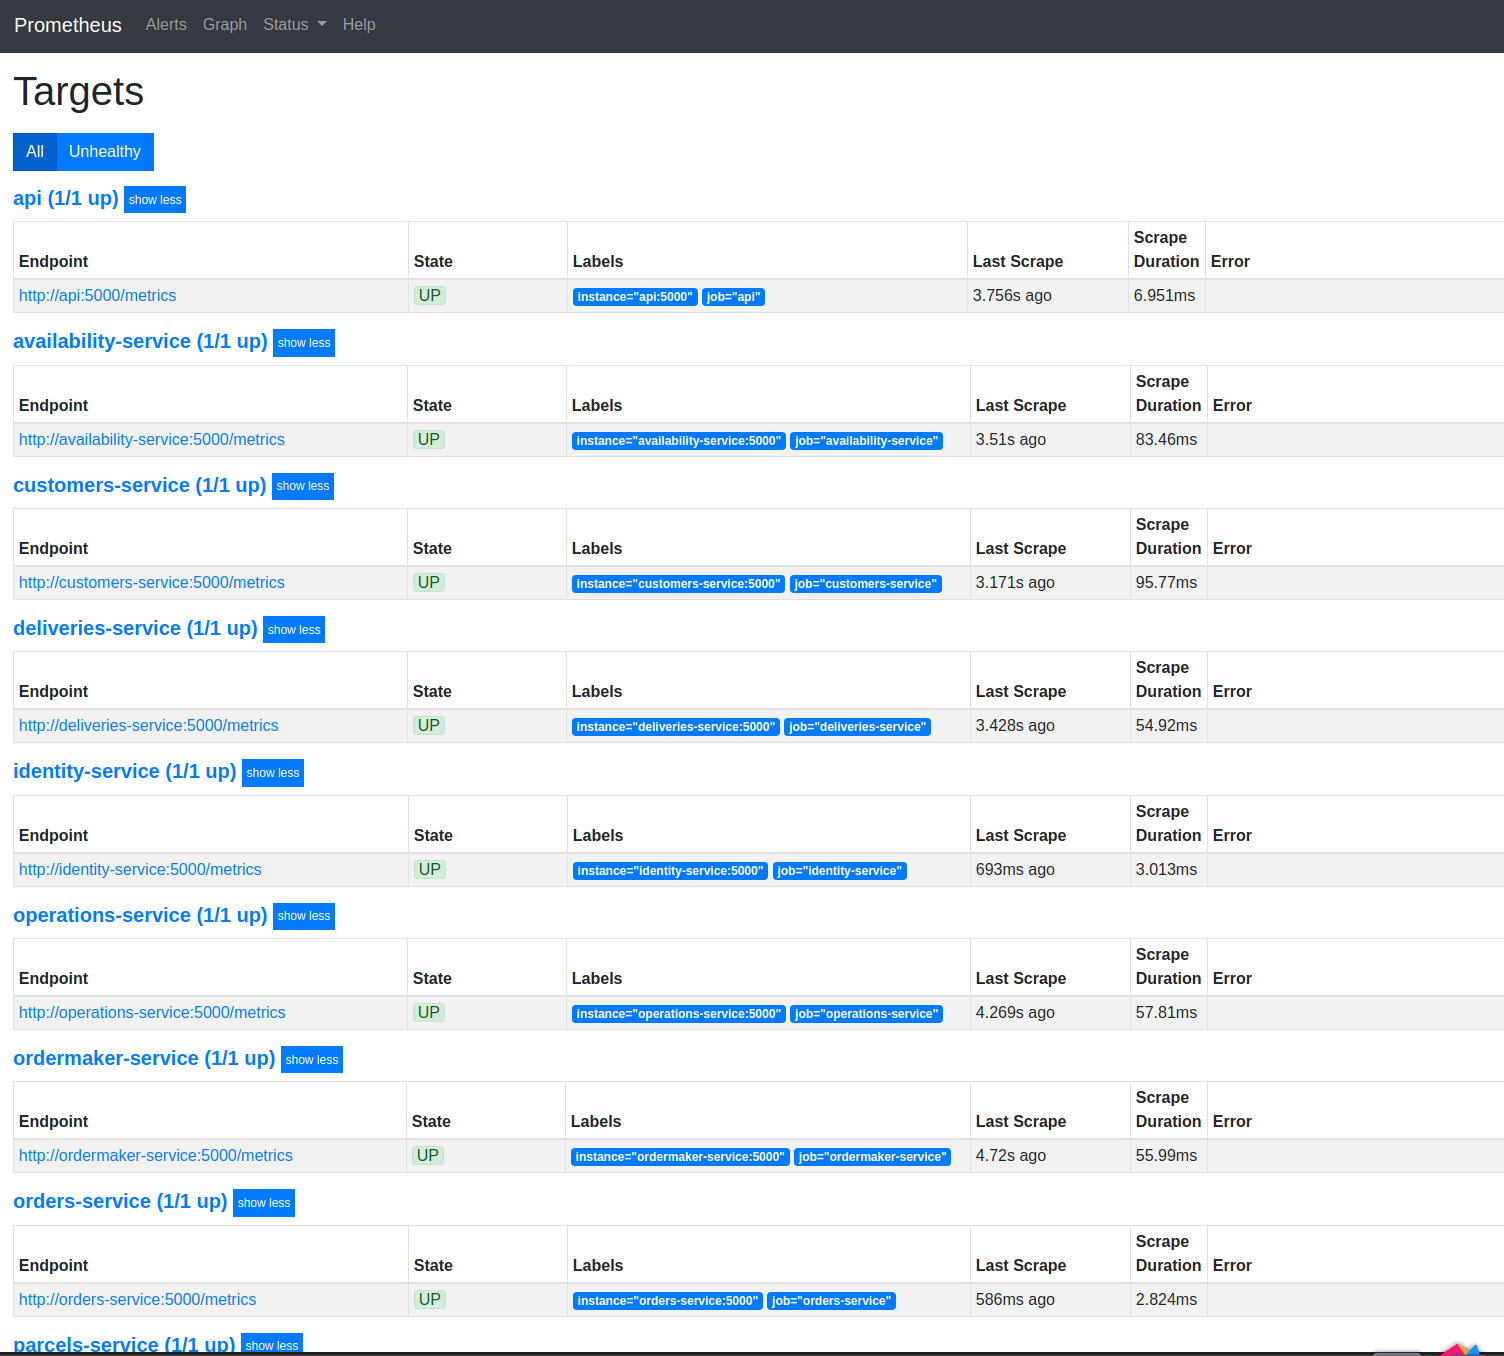 Prometheus Alerts Graph Status Help
Targets
All Unhealthy
api (1/1 up) show less
Endpoint State Labels Last Scrape Scrape Duration Error
http://api:5000/metrics UP instance="api:5000" job="api" 3.756s ago 6.951ms
availability-service (1/1 up) show less
Endpoint State Labels Last Scrape Scrape Duration Error
http://availability-service:5000/metrics UP instance="availability-service:5000" job="availability-service" 3.51s ago 83.46ms
customers-service (1/1 up) show less
Endpoint State Labels Last Scrape Scrape Duration Error
http://customers-service:5000/metrics UP instance="customers-service:5000" job="customers-service" 3.171s ago 95.77ms
deliveries-service (1/1 up) show less
Endpoint State Labels Last Scrape Scrape Duration Error
http://deliveries-service:5000/metrics UP instance="deliveries-service:5000" job="deliveries-service" 3.428s ago 54.92ms
identity-service (1/1 up) show less
Endpoint State Labels Last Scrape Scrape Duration Error
http://identity-service:5000/metrics UP instance="identity-service:5000" job="identity-service" 693ms ago 3.013ms
operations-service (1/1 up) show less
Endpoint State Labels Last Scrape Scrape Duration Error
http://operations-service:5000/metrics UP instance="operations-service:5000" job="operations-service" 4.269s ago 57.81ms
ordermaker-service (1/1 up) show less
Endpoint State Labels Last Scrape Scrape Duration Error
http://ordermaker-service:5000/metrics UP instance="ordermaker-service:5000" job="ordermaker-service" 4.72s ago 55.99ms
orders-service (1/1 up) show less
Endpoint State Labels Last Scrape Scrape Duration Error
http://orders-service:5000/metrics UP instance="orders-service:5000" job="orders-service" 586ms ago 2.824ms
parcels-service (1/1 up) show less